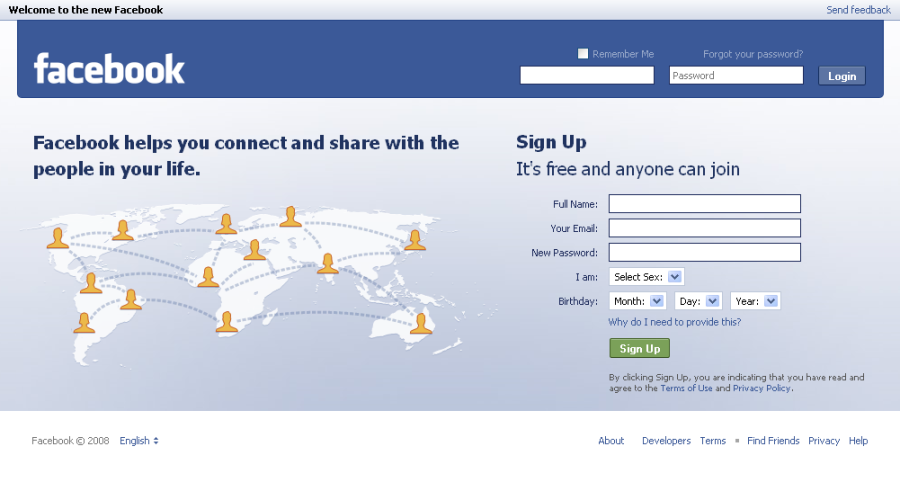 Welcome to the new Facebook
Send feedback
facebook
Remember Me
Forgot your password?
Password
Login
Facebook helps you connect and share with the
people in your life.
Sign Up
It's free and anyone can join
Full Name:
Your Email:
New Password:
I am: Select Sex:
Birthday: Month: Day: Year:
Why do I need to provide this?
Sign Up
By clicking Sign Up, you are indicating that you have read and
agree to the Terms of Use and Privacy Policy.
Facebook © 2008 English
About Developers Terms Find Friends Privacy Help